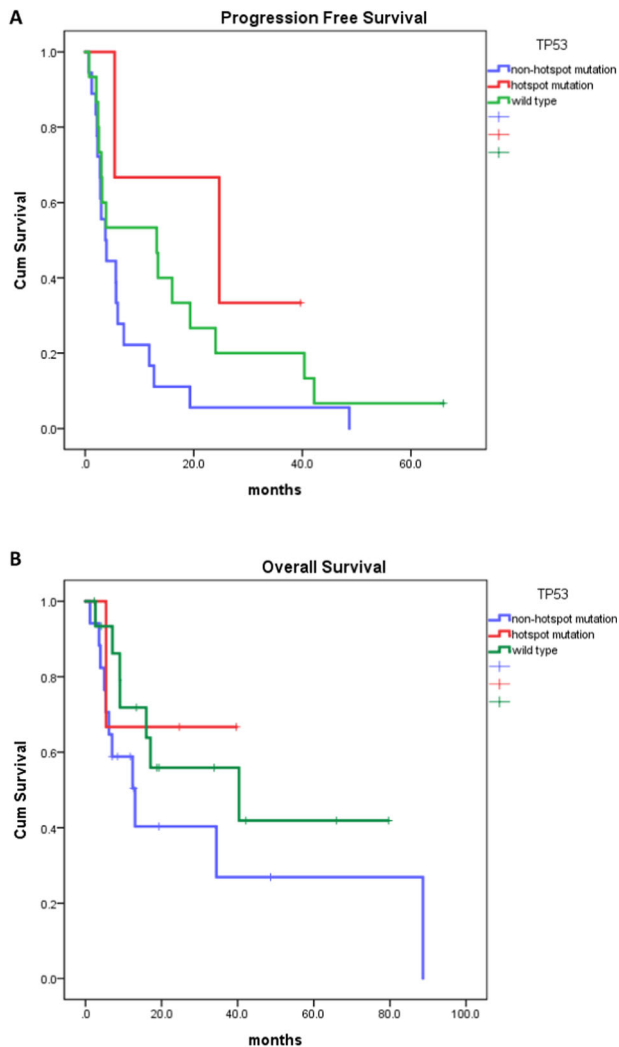 A
Progression Free Survival
TP53
non-hotspot mutation
hotspot mutation
wild type
1.0
0.8
0.6
0.4
0.2
0.0
Cum Survival
.0 20.0 40.0 60.0
months
B
Overall Survival
TP53
non-hotspot mutation
hotspot mutation
wild type
1.0
0.8
0.6
0.4
0.2
0.0
Cum Survival
.0 20.0 40.0 60.0 80.0 100.0
months